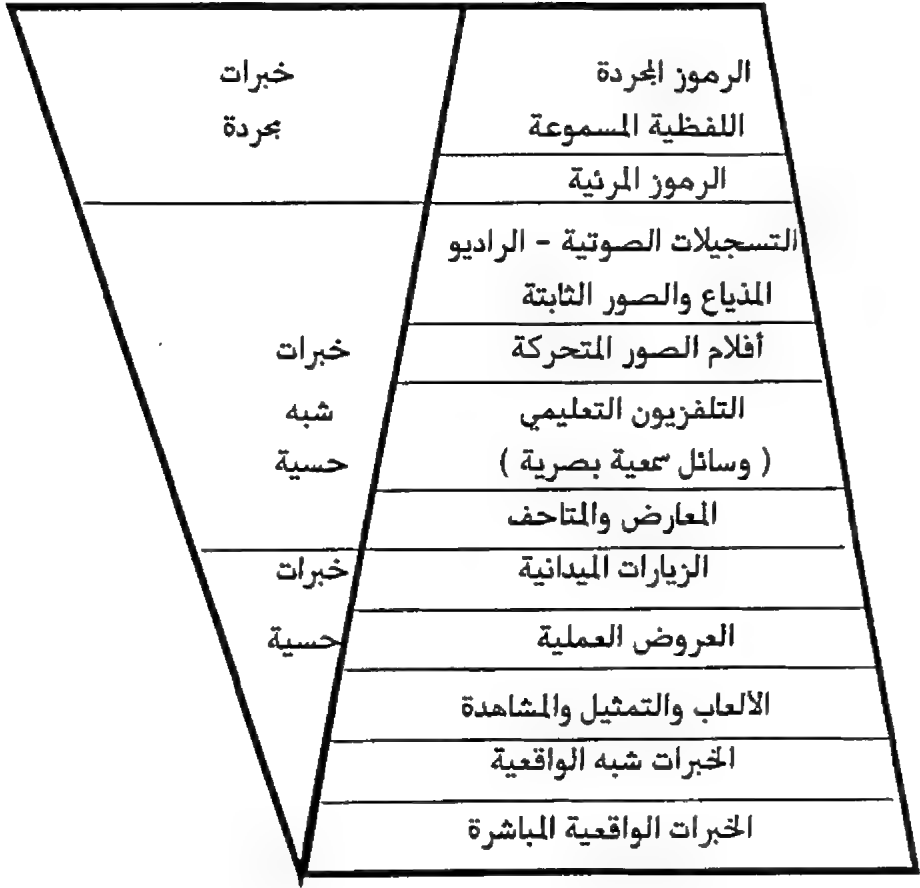 الرموز المجردة
خبرات
اللفظية المسموعة
مجردة
الرموز المرئية
التسجيلات الصوتية - الراديو
المذياع والصور الثابتة
أفلام الصور المتحركة
خبرات
التلفزيون التعليمي
شبه
( وسائل سمعية بصرية )
حسية
المعارض والمتاحف
الزيارات الميدانية
خبرات
العروض العملية
حسية
الألعاب والتمثيل والمشاهدة
الخبرات شبه الواقعية
الخبرات الواقعية المباشرة